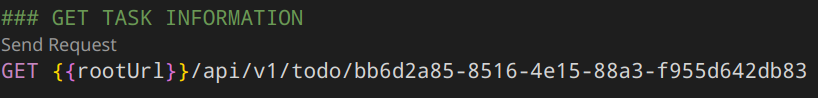 ### GET TASK INFORMATION
Send Request
GET {{rootUrl}}/api/v1/todo/bb6d2a85-8516-4e15-88a3-f955d642db83